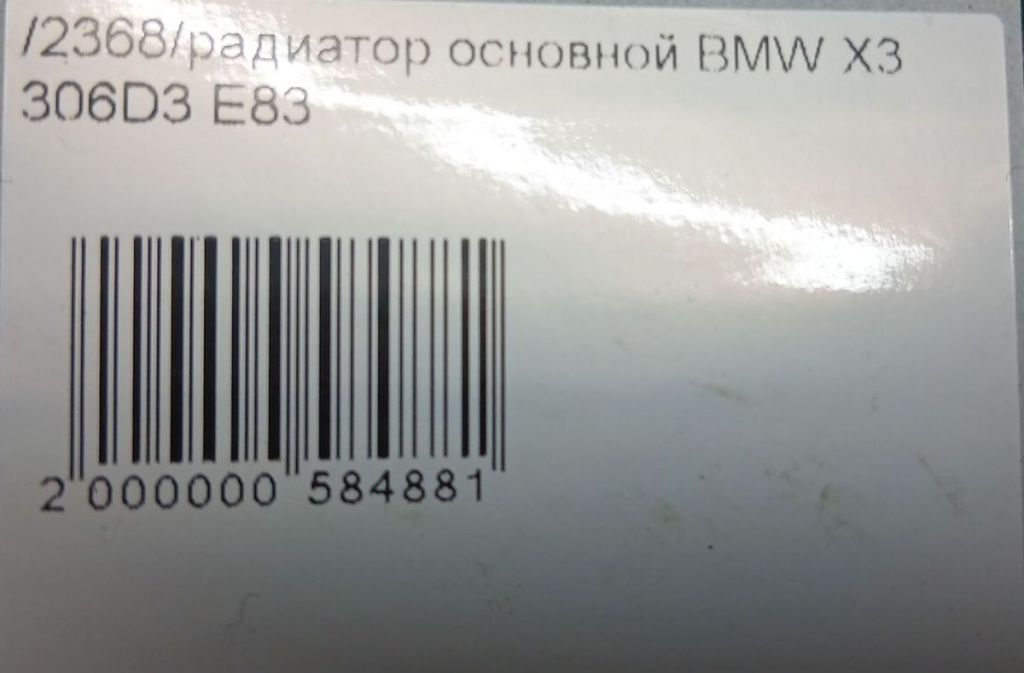 /2368/радиатор основной BMW X3
306D3 E83
2 000000 584881